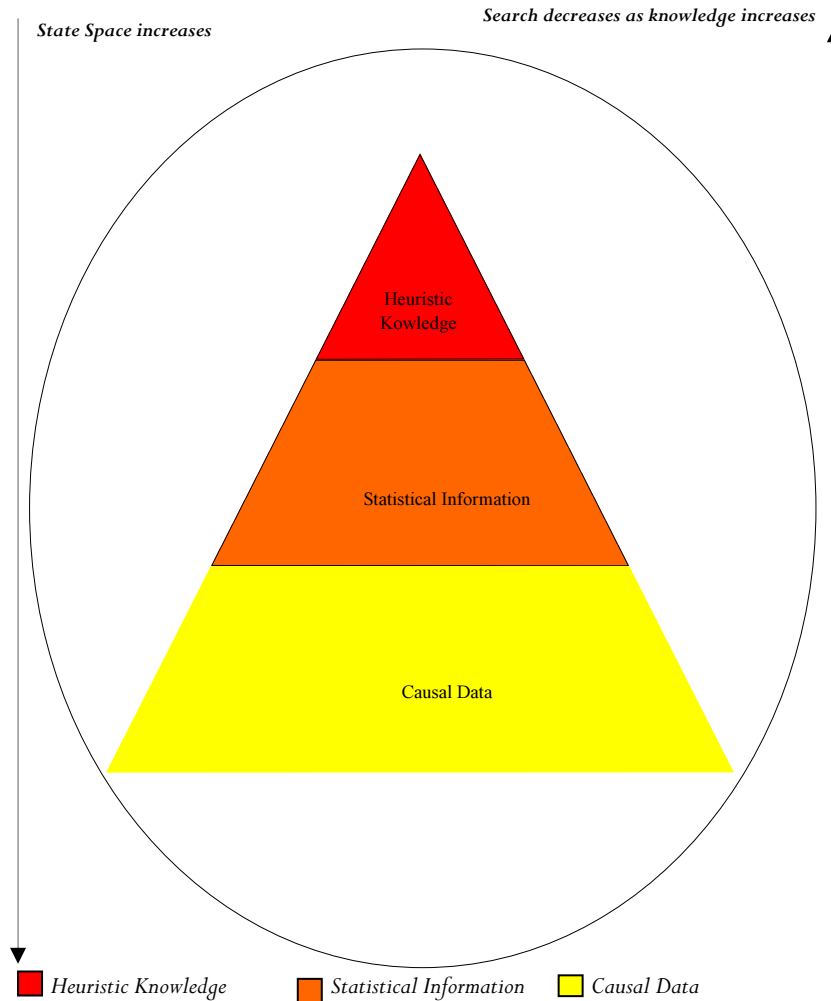 State Space increases
Search decreases as knowledge increases
Heuristic
Kowledge
Statistical Information
Causal Data
Heuristic Knowledge
Statistical Information
Causal Data